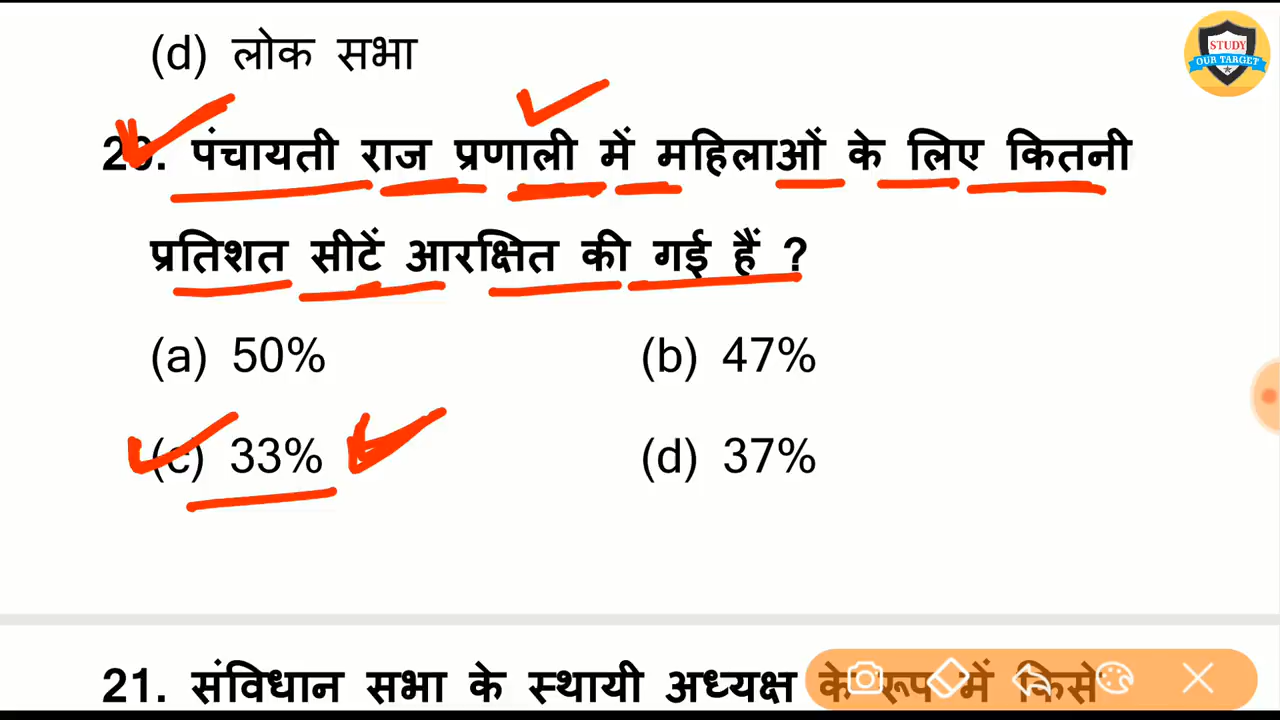 (d) लोक सभा
STUDY
OUR TARGET
20. पंचायती राज प्रणाली में महिलाओं के लिए कितनी
प्रतिशत सीटें आरक्षित की गई हैं ?
(a) 50% (b) 47%
(c) 33% (d) 37%
21. संविधान सभा के स्थायी अध्यक्ष के रूप में किसे